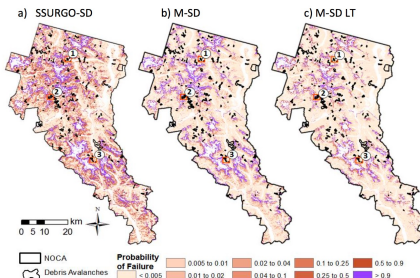 a) SSURGO-SD
b) M-SD
c) M-SD LT
1
2
3
1
2
3
1
2
3
0 5 10 20 km
N
NOCA
Debris Avalanches
Probability of Failure
< 0.005
0.005 to 0.01
0.01 to 0.02
0.02 to 0.04
0.04 to 0.1
0.1 to 0.25
0.25 to 0.5
0.5 to 0.9
> 0.9